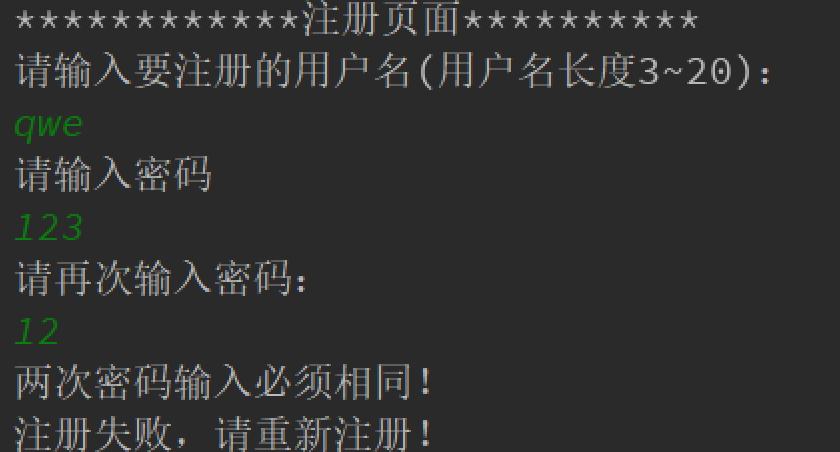 ************注册页面**********
请输入要注册的用户名(用户名长度3~20)：
qwe
请输入密码
123
请再次输入密码：
12
两次密码输入必须相同！
注册失败，请重新注册！